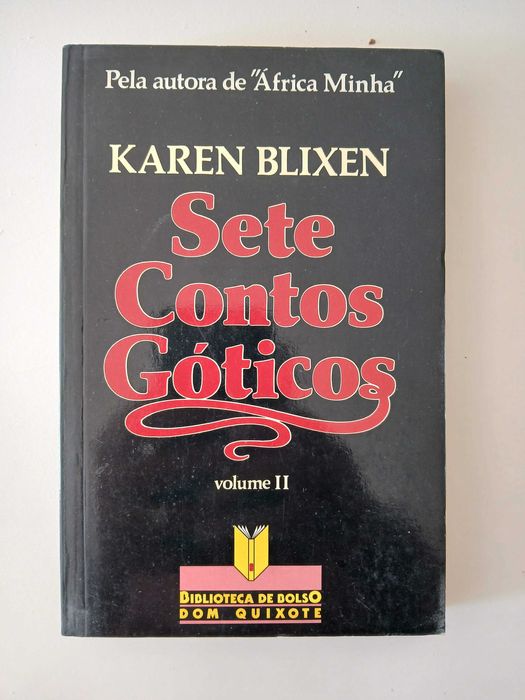 Pela autora de "África Minha"
KAREN BLIXEN
Sete
Contos
Góticos
volume II
BIBLIOTECA DE BOLSO
DOM QUIXOTE